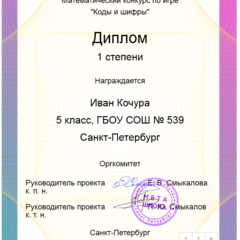 Математический конкурс по игре
"Коды и шифры"
Диплом
1 степени
Награждается
Иван Кочура
5 класс, ГБОУ СОШ № 539
Санкт-Петербург
Оргкомитет
Руководитель проекта Е. В. Смыкалова
к. п. н.
Руководитель проекта П. Ю. Смыкалов
к. т. н.
Санкт-Петербург